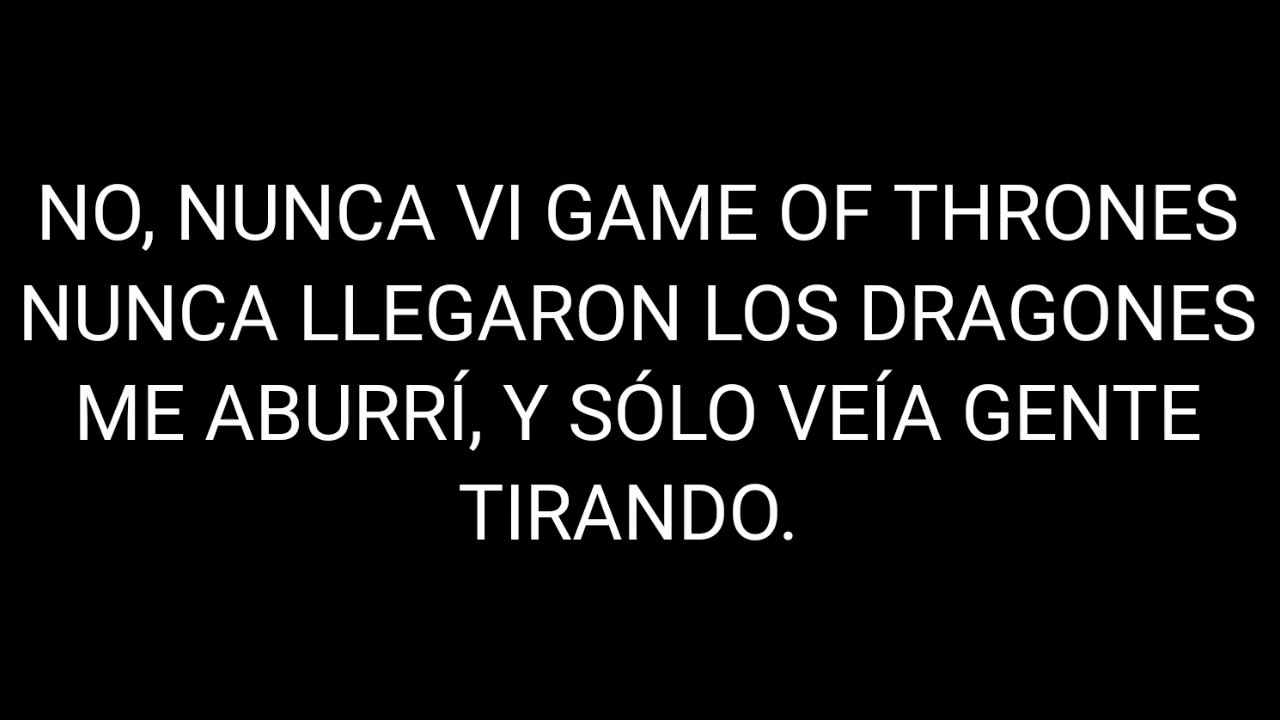 NO, NUNCA VI GAME OF THRONES
NUNCA LLEGARON LOS DRAGONES
ME ABURRÍ, Y SÓLO VEÍA GENTE
TIRANDO.